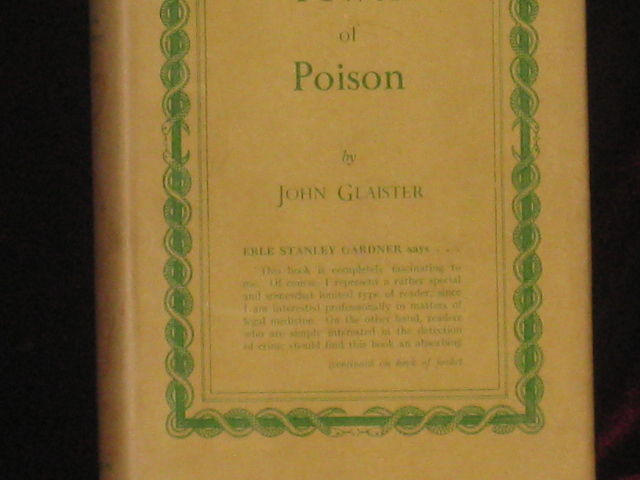 of
Poison
by
JOHN GLAISTER
ERLE STANLEY GARDNER says . . .
"This book is completely fascinating to
me. Of course I represent a rather special
and somewhat limited type of reader, since
I am interested professionally in matters of
legal medicine. On the other hand, readers
who are simply interested in the detection
of crime should find this book an absorbing
(continued on back of jacket